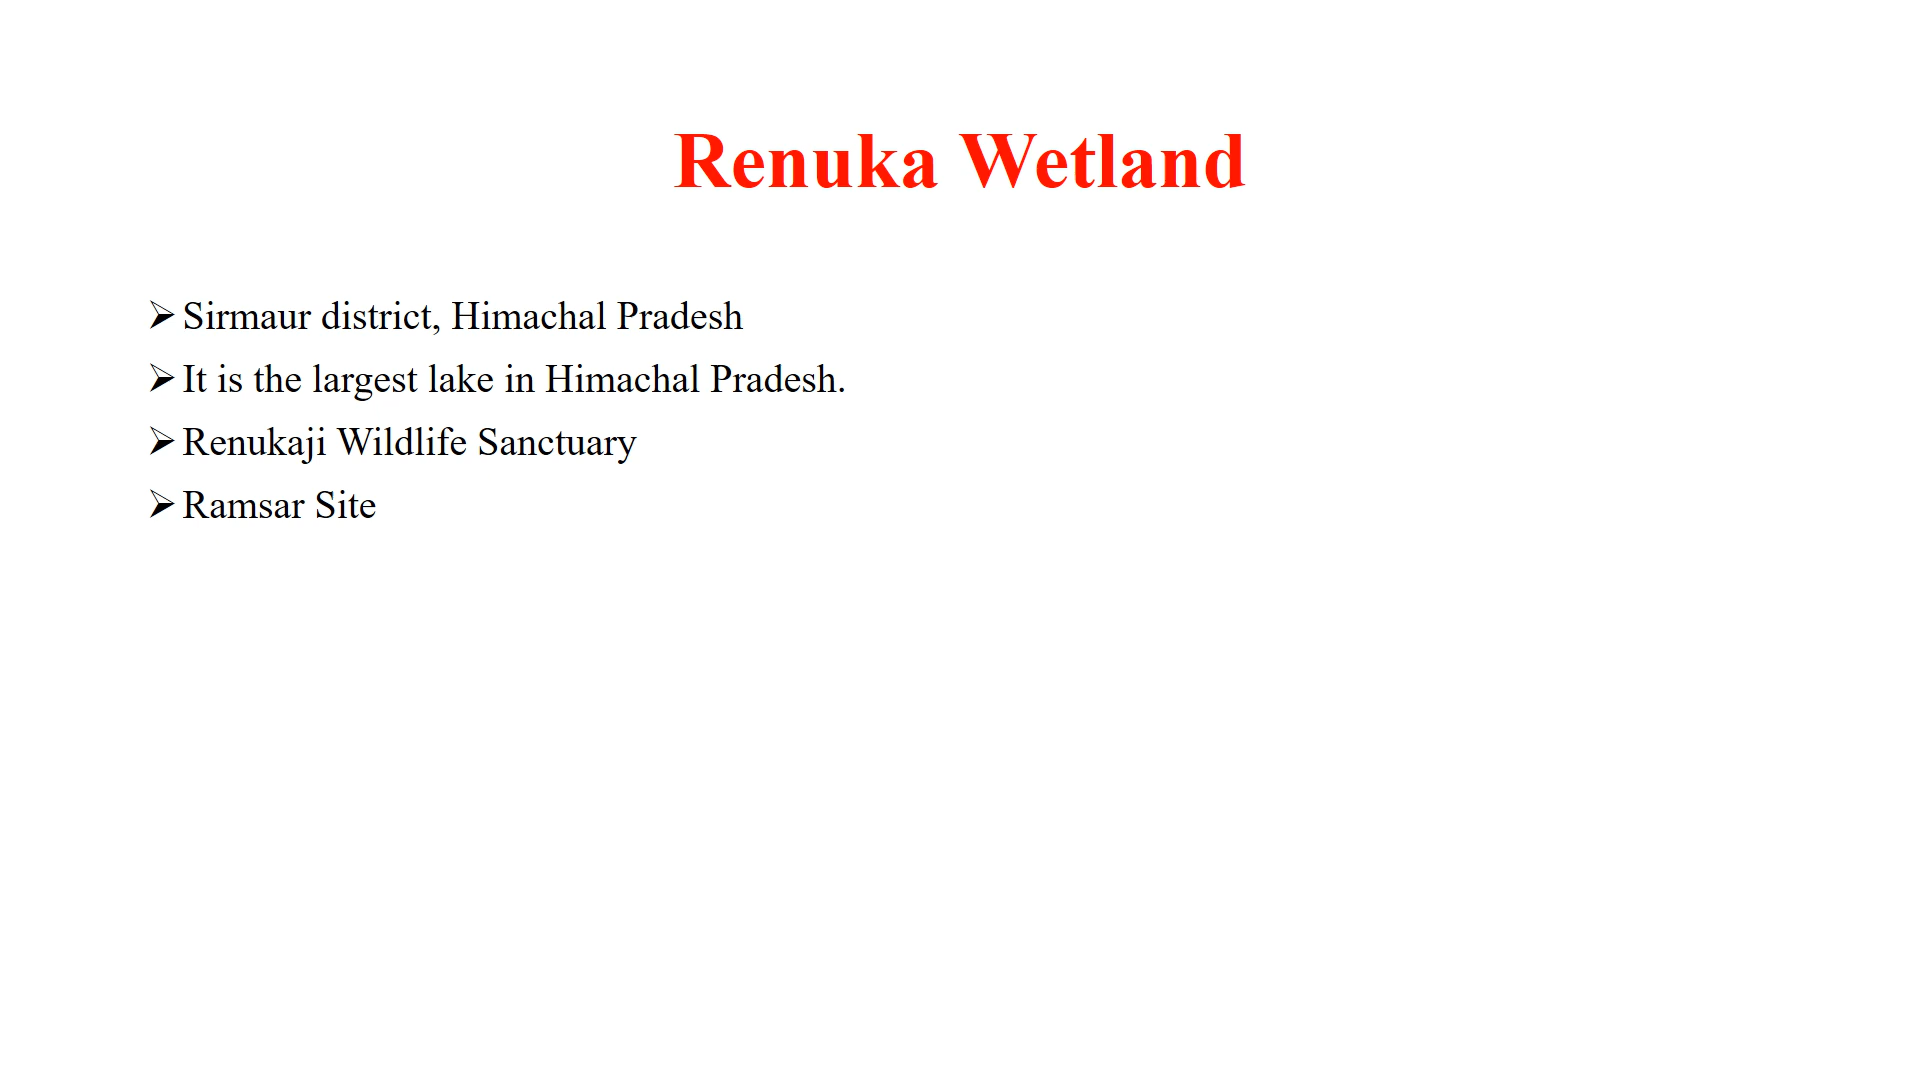 Renuka Wetland
➢ Sirmaur district, Himachal Pradesh
➢ It is the largest lake in Himachal Pradesh.
➢ Renukaji Wildlife Sanctuary
➢ Ramsar Site